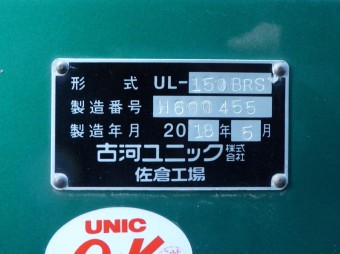 形式 UL-150BRS
製造番号 H600455
製造年月 2018年5月
古河ユニック株式会社
佐倉工場
UNIC
O.K